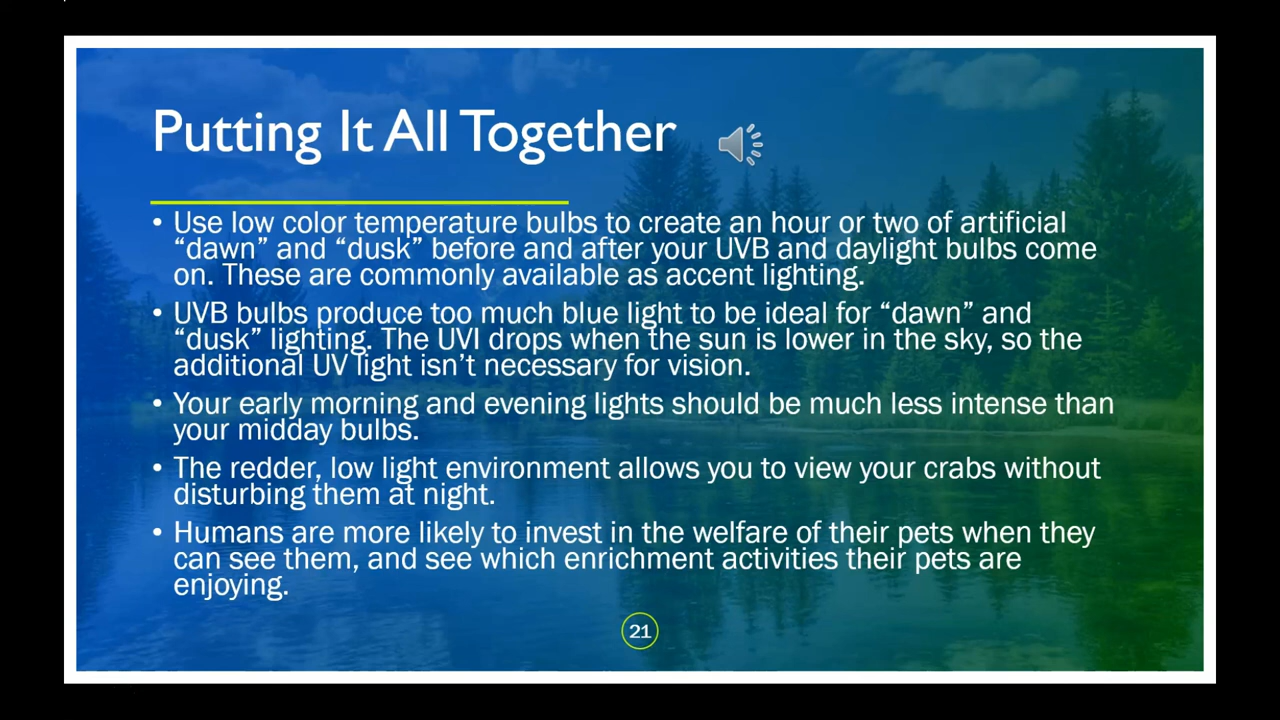 Putting It All Together
• Use low color temperature bulbs to create an hour or two of artificial
“dawn” and “dusk” before and after your UVB and daylight bulbs come
on. These are commonly available as accent lighting.
• UVB bulbs produce too much blue light to be ideal for “dawn” and
“dusk” lighting. The UVI drops when the sun is lower in the sky, so the
additional UV light isn’t necessary for vision.
• Your early morning and evening lights should be much less intense than
your midday bulbs.
• The redder, low light environment allows you to view your crabs without
disturbing them at night.
• Humans are more likely to invest in the welfare of their pets when they
can see them, and see which enrichment activities their pets are
enjoying.
21